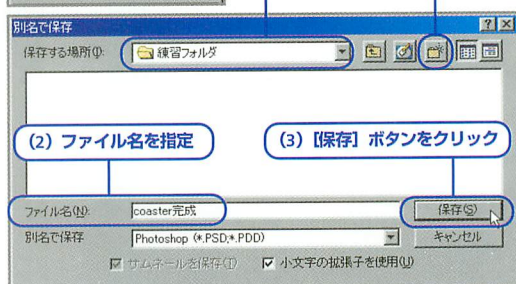 別名で保存
保存する場所(I):
練習フォルダ
(2) ファイル名を指定
(3) [保存] ボタンをクリック
ファイル名(N):
coaster完成
保存(S)
別名で保存
Photoshop (*.PSD;*.PDD)
キャンセル
サムネールを保存(T)
小文字の拡張子を使用(U)